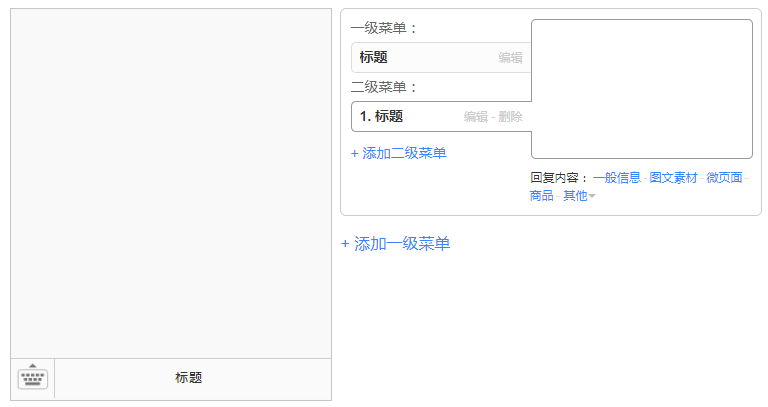 一级菜单：
标题 编辑
二级菜单：
1. 标题 编辑 - 删除
+ 添加二级菜单
回复内容： 一般信息 - 图文素材 - 微页面 -
商品 - 其他
+ 添加一级菜单
标题